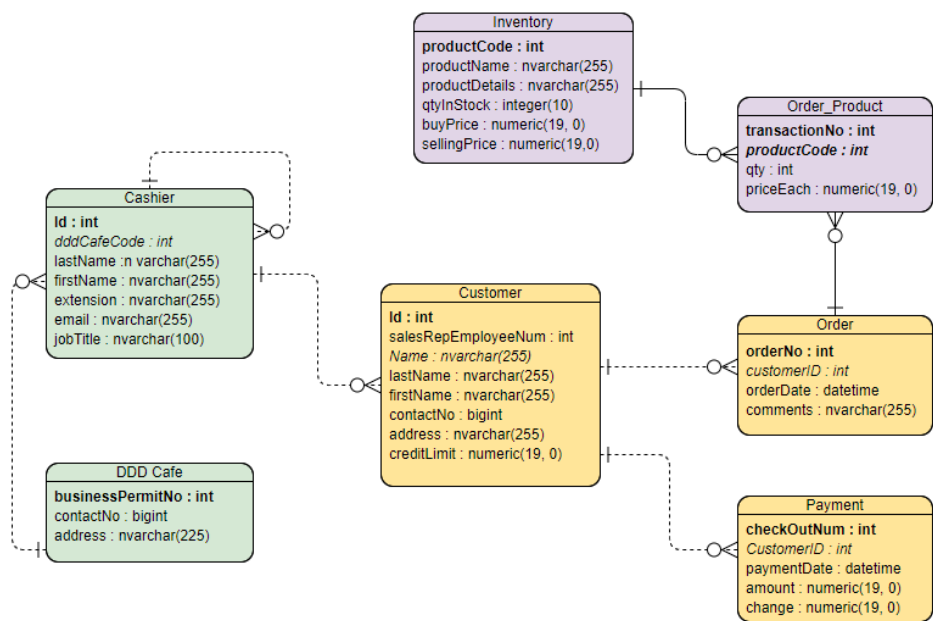 Inventory
productCode : int
productName : nvarchar(255)
productDetails : nvarchar(255)
qtyInStock : integer(10)
buyPrice : numeric(19, 0)
sellingPrice : numeric(19,0)
Order_Product
transactionNo : int
productCode : int
qty : int
priceEach : numeric(19, 0)
Cashier
Id : int
dddCafeCode : int
lastName :n varchar(255)
firstName : nvarchar(255)
extension : nvarchar(255)
email : nvarchar(255)
jobTitle : nvarchar(100)
Customer
Id : int
salesRepEmployeeNum : int
Name : nvarchar(255)
lastName : nvarchar(255)
firstName : nvarchar(255)
contactNo : bigint
address : nvarchar(255)
creditLimit : numeric(19, 0)
Order
orderNo : int
customerID : int
orderDate : datetime
comments : nvarchar(255)
DDD Cafe
businessPermitNo : int
contactNo : bigint
address : nvarchar(225)
Payment
checkOutNum : int
CustomerID : int
paymentDate : datetime
amount : numeric(19, 0)
change : numeric(19, 0)